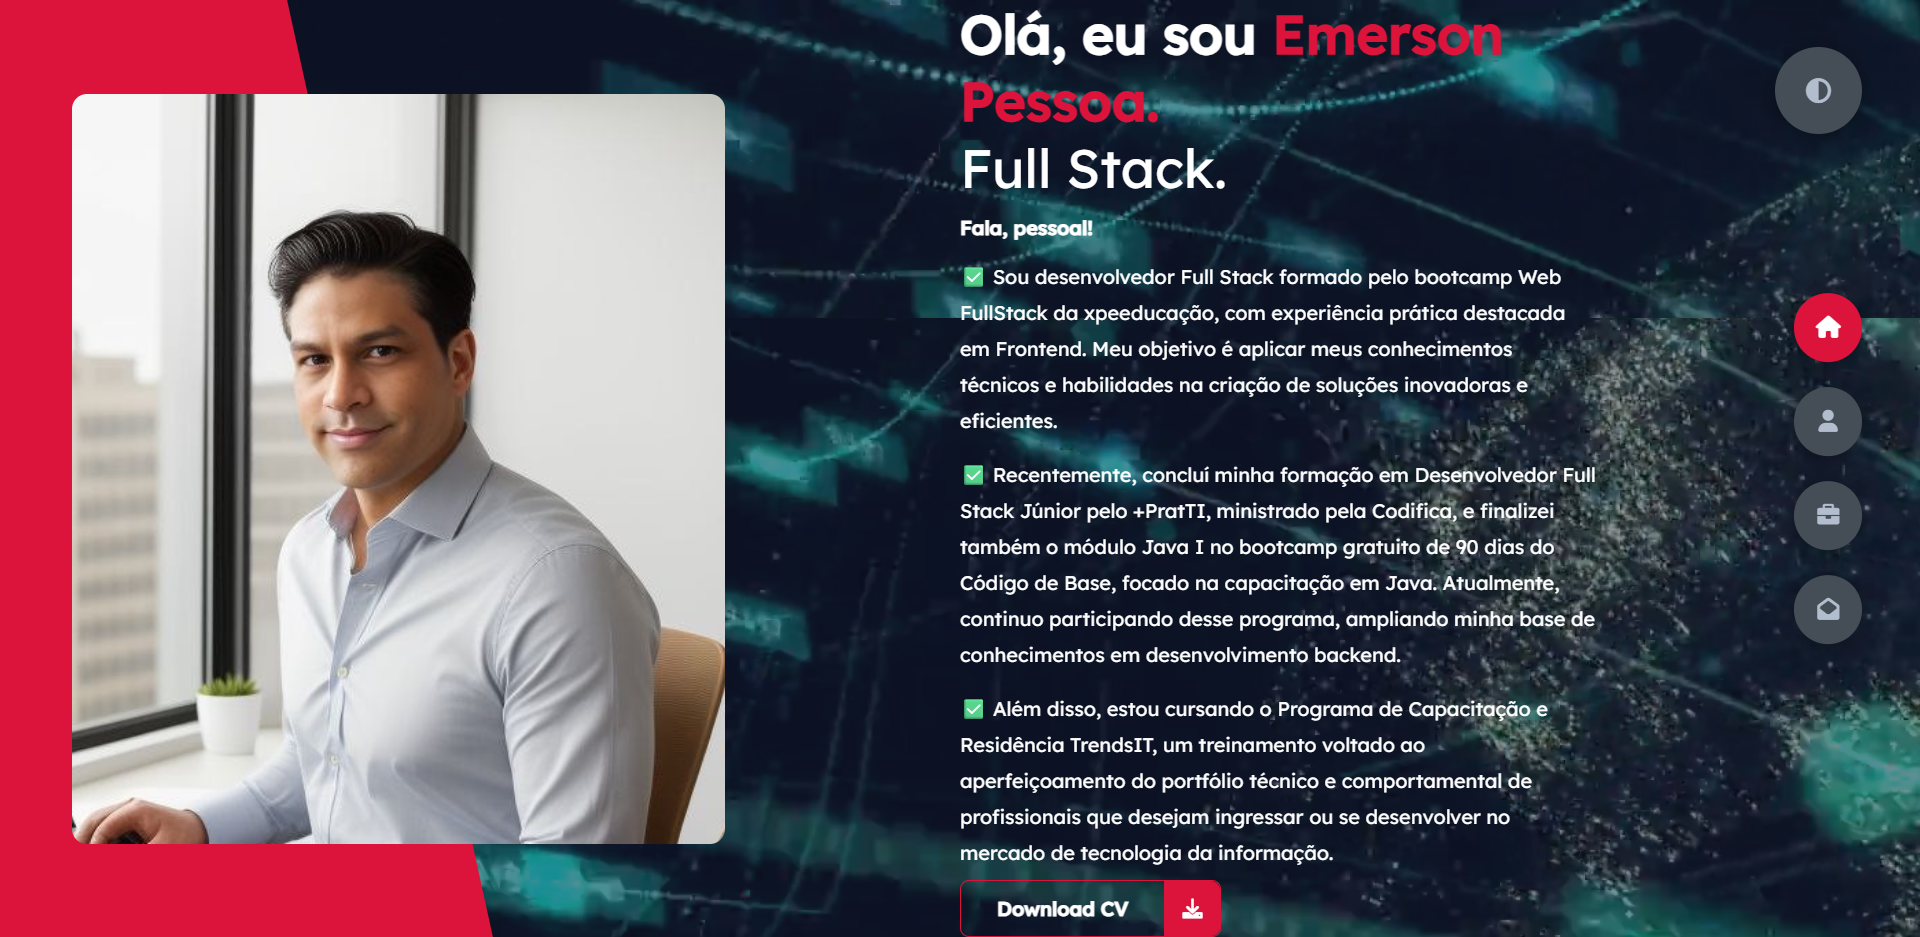 Olá, eu sou Emerson
Pessoa.
Full Stack.
Fala, pessoal!
✅ Sou desenvolvedor Full Stack formado pelo bootcamp Web
FullStack da xpeeducação, com experiência prática destacada
em Frontend. Meu objetivo é aplicar meus conhecimentos
técnicos e habilidades na criação de soluções inovadoras e
eficientes.
✅ Recentemente, concluí minha formação em Desenvolvedor Full
Stack Júnior pelo +PratTI, ministrado pela Codifica, e finalizei
também o módulo Java I no bootcamp gratuito de 90 dias do
Código de Base, focado na capacitação em Java. Atualmente,
continuo participando desse programa, ampliando minha base de
conhecimentos em desenvolvimento backend.
✅ Além disso, estou cursando o Programa de Capacitação e
Residência TrendsIT, um treinamento voltado ao
aperfeiçoamento do portfólio técnico e comportamental de
profissionais que desejam ingressar ou se desenvolver no
mercado de tecnologia da informação.
Download CV